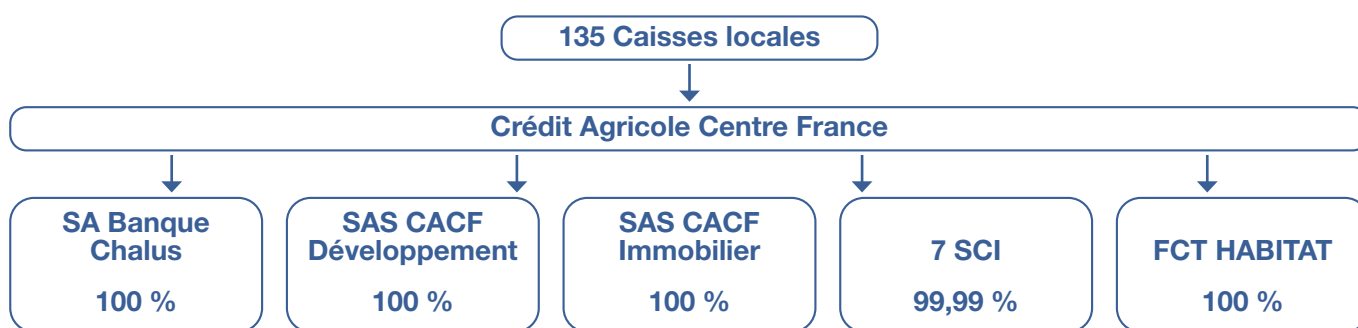 135 Caisses locales
Crédit Agricole Centre France
SA Banque
Chalus
100 %
SAS CACF
Développement
100 %
SAS CACF
Immobilier
100 %
7 SCI
99,99 %
FCT HABITAT
100 %